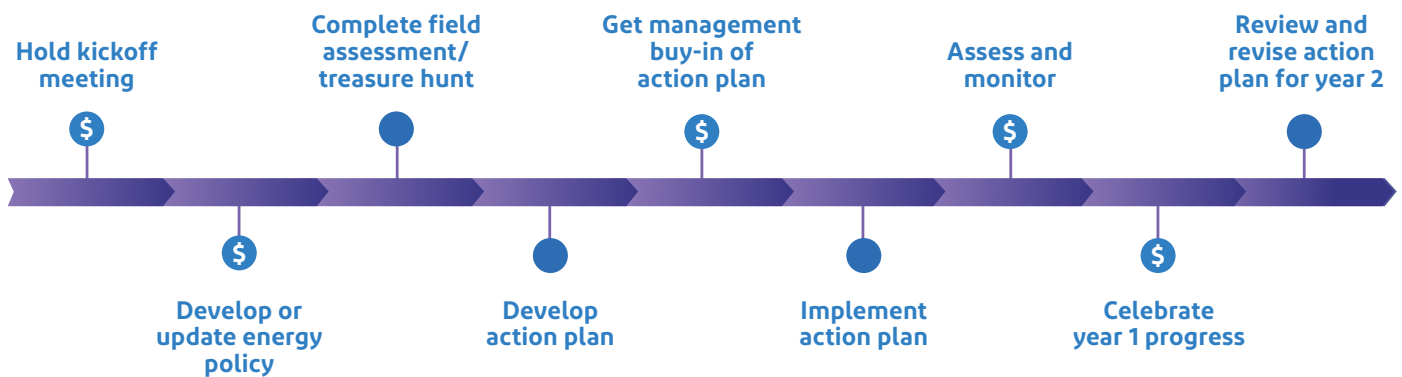 Hold kickoff
meeting
$
Develop or
update energy
policy
$
Complete field
assessment/
treasure hunt
Develop
action plan
Get management
buy-in of
action plan
$
Implement
action plan
Assess and
monitor
$
Celebrate
year 1 progress
$
Review and
revise action
plan for year 2